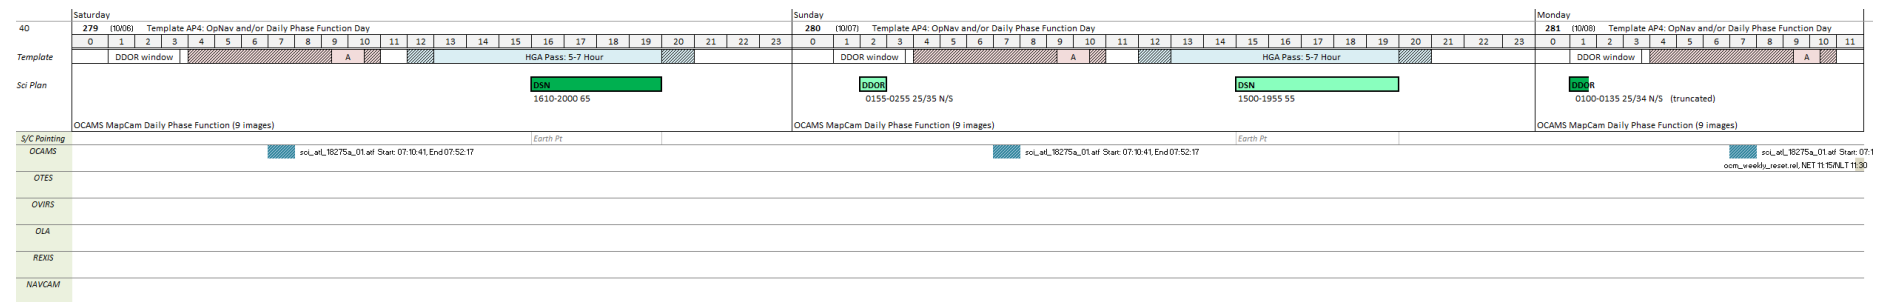 Saturday Sunday Monday
40 279 (10/06) Template AP4: OpNav and/or Daily Phase Function Day 280 (10/07) Template AP4: OpNav and/or Daily Phase Function Day 281 (10/08) Template AP4: OpNav and/or Daily Phase Function Day
0 1 2 3 4 5 6 7 8 9 10 11 12 13 14 15 16 17 18 19 20 21 22 23 0 1 2 3 4 5 6 7 8 9 10 11 12 13 14 15 16 17 18 19 20 21 22 23 0 1 2 3 4 5 6 7 8 9 10 11
Template DDOR window A HGA Pass: 5-7 Hour DDOR window A HGA Pass: 5-7 Hour DDOR window A
Sci Plan DSN DDOR DSN DDOR
1610-2000 65 0155-0255 25/35 N/S 1500-1955 55 0100-0135 25/34 N/S (truncated)
OCAMS MapCam Daily Phase Function (9 images) OCAMS MapCam Daily Phase Function (9 images) OCAMS MapCam Daily Phase Function (9 images)
S/C Pointing Earth Pt Earth Pt
OCAMS sci_atl_18275a_01.atf Start: 07:10:41, End 07:52:17 sci_atl_18275a_01.atf Start: 07:10:41, End 07:52:17 sci_atl_18275a_01.atf Start: 07:1
ocm_weekly_reset.rel, NET 11:15/NLT 11:30
OTES
OVIRS
OLA
REXIS
NAVCAM